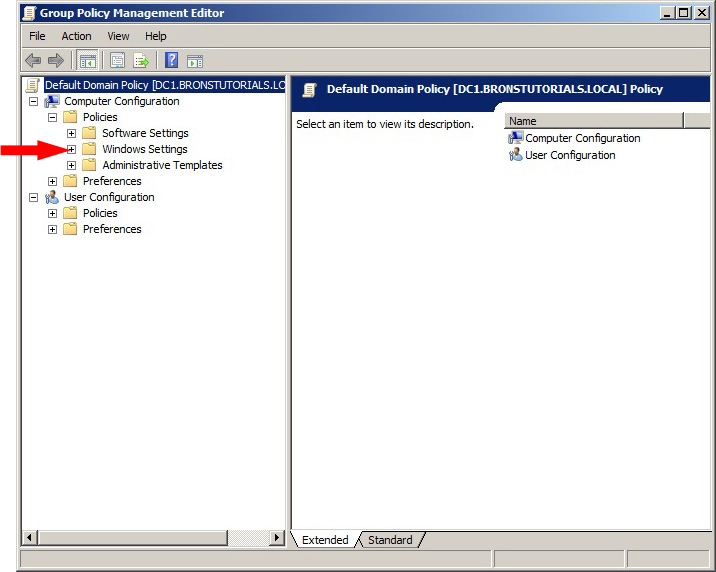 Group Policy Management Editor
File Action View Help
Default Domain Policy [DC1.BRONSTUTORIALS.LO
Computer Configuration
Policies
Software Settings
Windows Settings
Administrative Templates
Preferences
User Configuration
Policies
Preferences
Default Domain Policy [DC1.BRONSTUTORIALS.LOCAL] Policy
Select an item to view its description.
Name
Computer Configuration
User Configuration
Extended Standard